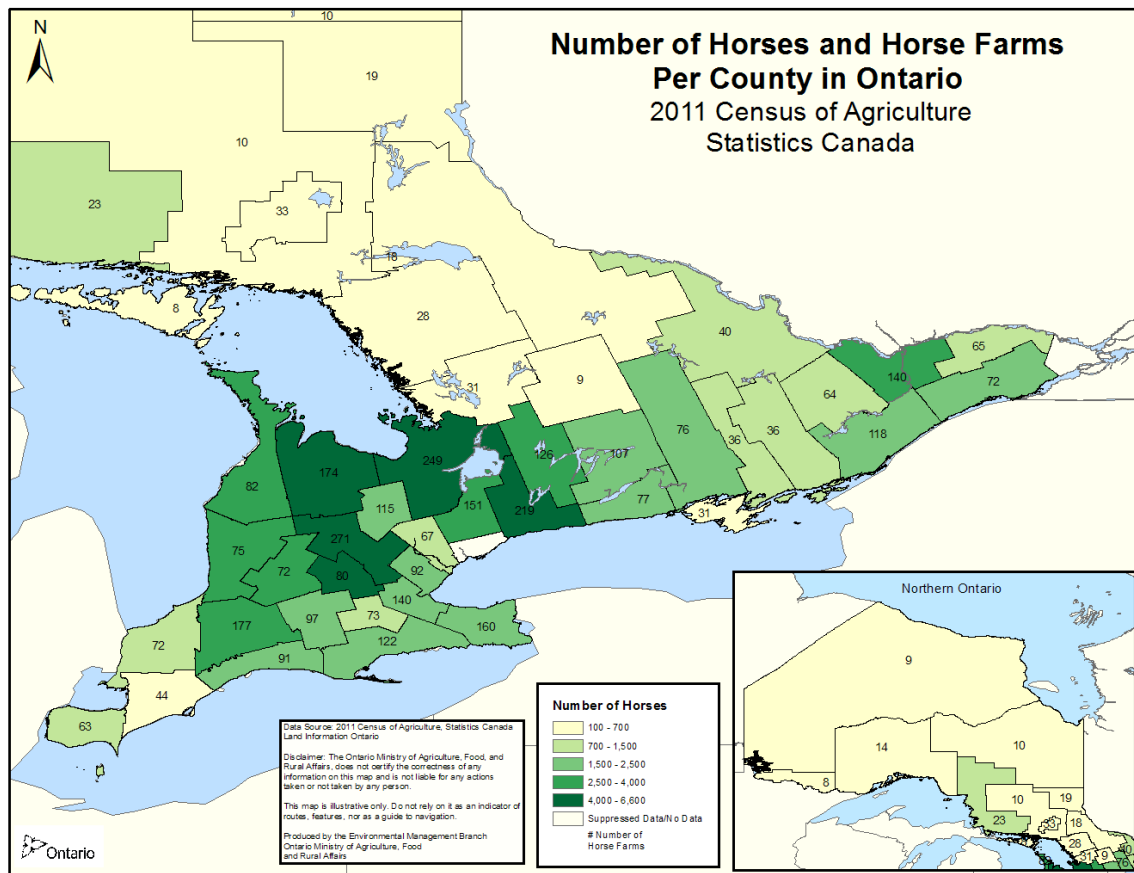 Number of Horses and Horse Farms
Per County in Ontario
2011 Census of Agriculture
Statistics Canada
N
10
19
10
23
33
18
8
28
40
31
9
65
140
72
64
118
76
36
36
249
126
107
174
82
151
219
77
31
115
271
67
75
72
80
92
140
97
73
160
177
122
72
91
44
63
Northern Ontario
9
14
10
8
10
19
23
33
18
28
31
9
40
76
Number of Horses
100 - 700
700 - 1,500
1,500 - 2,500
2,500 - 4,000
4,000 - 6,600
Suppressed Data/No Data
# Number of
Horse Farms
Data Source: 2011 Census of Agriculture, Statistics Canada
Land Information Ontario
Disclaimer: The Ontario Ministry of Agriculture, Food, and
Rural Affairs, does not certify the correctness of any
information on this map and is not liable for any actions
taken or not taken by any person.
This map is illustrative only. Do not rely on it as an indicator of
routes, features, nor as a guide to navigation.
Produced by the Environmental Management Branch
Ontario Ministry of Agriculture, Food
and Rural Affairs
Ontario